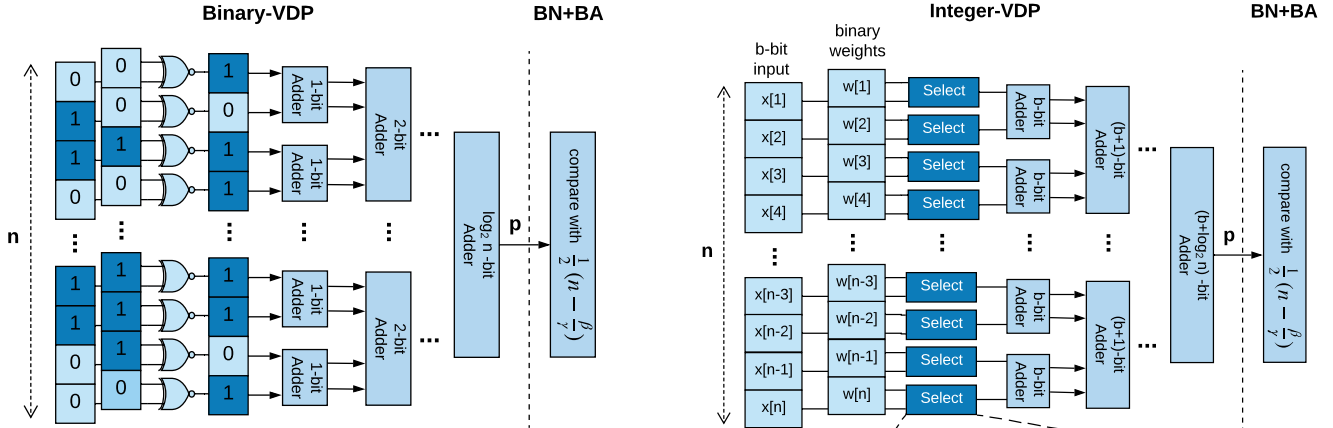 Binary-VDP
BN+BA
n
0
1
1
0
0
0
1
0
1
0
1
1
1-bit Adder
1-bit Adder
2-bit Adder
...
...
...
...
...
...
1
1
0
0
1
1
1
0
1
1
0
1
1-bit Adder
1-bit Adder
2-bit Adder
...
log₂ n -bit Adder
p
compare with 1/2 (n − β/γ)
Integer-VDP
BN+BA
b-bit input
binary weights
n
x[1]
x[2]
x[3]
x[4]
...
x[n-3]
x[n-2]
x[n-1]
x[n]
w[1]
w[2]
w[3]
w[4]
...
w[n-3]
w[n-2]
w[n-1]
w[n]
Select
Select
Select
Select
...
Select
Select
Select
Select
b-bit Adder
b-bit Adder
...
b-bit Adder
b-bit Adder
(b+1)-bit Adder
...
...
(b+1)-bit Adder
...
(b+log₂ n) -bit Adder
p
compare with 1/2 (n − β/γ)